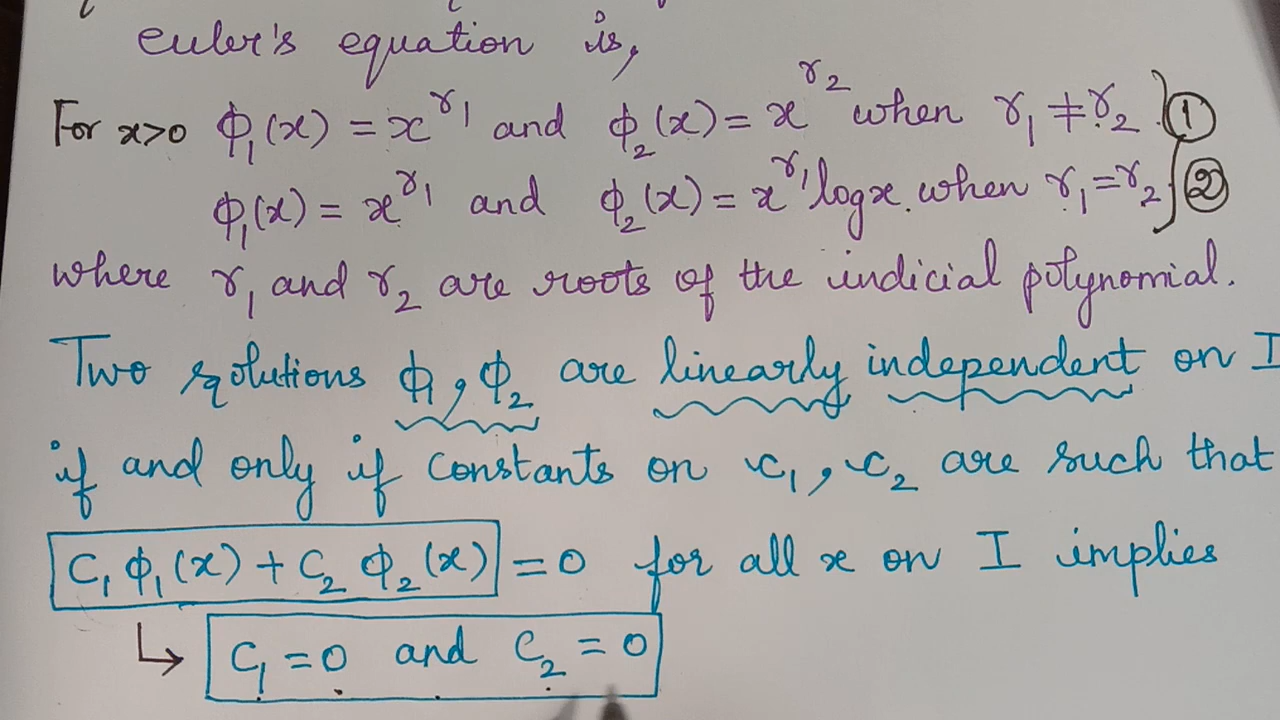 euler's equation is,
For x>0 ϕ₁(x) = x^r₁ and ϕ₂(x) = x^r₂ when r₁ ≠ r₂ ①
ϕ₁(x) = x^r₁ and ϕ₂(x) = x^r₁ log x. when r₁ = r₂ ②
where r₁ and r₂ are roots of the indicial polynomial.
Two solutions ϕ₁, ϕ₂ are linearly independent on I
if and only if constants on c₁, c₂ are such that
C₁ ϕ₁(x) + C₂ ϕ₂(x) = 0 for all x on I implies
↳ C₁ = 0 and C₂ = 0